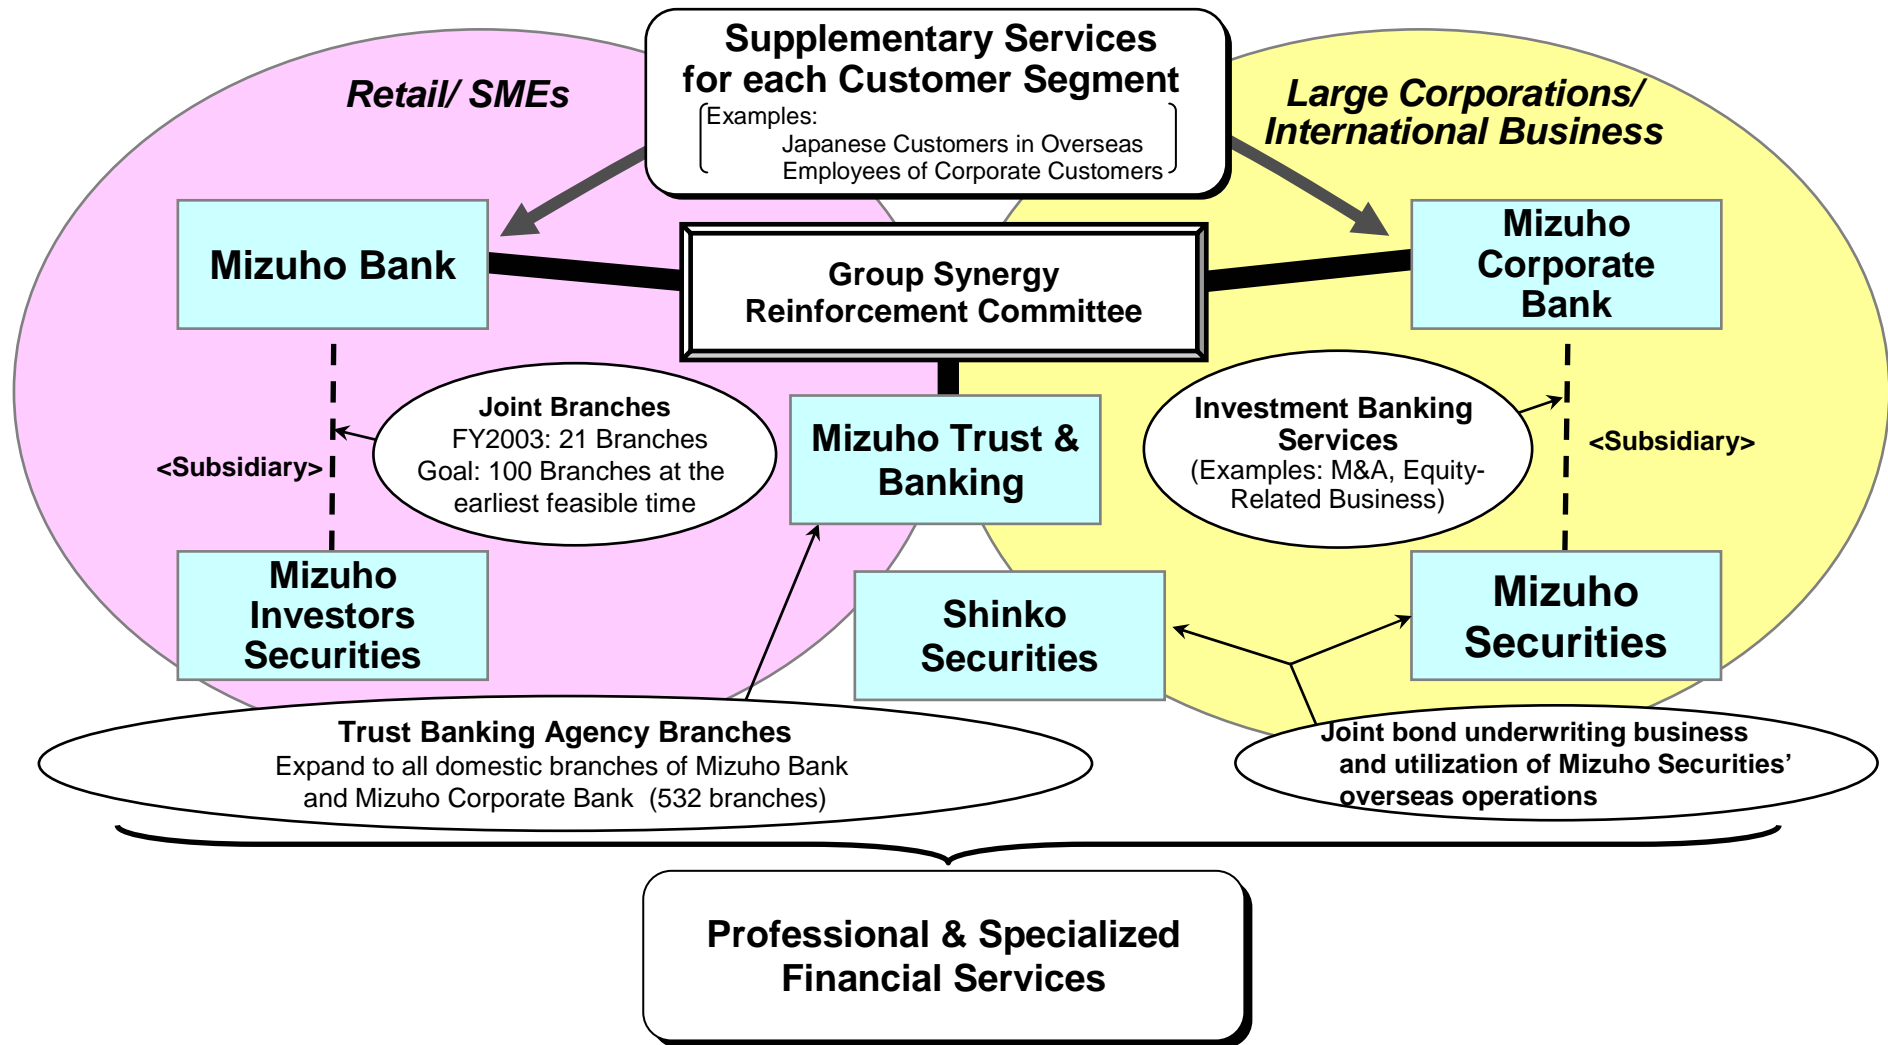 Supplementary Services
for each Customer Segment
Examples:
Japanese Customers in Overseas
Employees of Corporate Customers
Retail/ SMEs
Large Corporations/
International Business
Mizuho Bank
Group Synergy
Reinforcement Committee
Mizuho
Corporate
Bank
Joint Branches
FY2003: 21 Branches
Goal: 100 Branches at the
earliest feasible time
<Subsidiary>
Mizuho Trust &
Banking
Investment Banking
Services
(Examples: M&A, Equity-
Related Business)
<Subsidiary>
Mizuho
Investors
Securities
Shinko
Securities
Mizuho
Securities
Trust Banking Agency Branches
Expand to all domestic branches of Mizuho Bank
and Mizuho Corporate Bank (532 branches)
Joint bond underwriting business
and utilization of Mizuho Securities’
overseas operations
Professional & Specialized
Financial Services